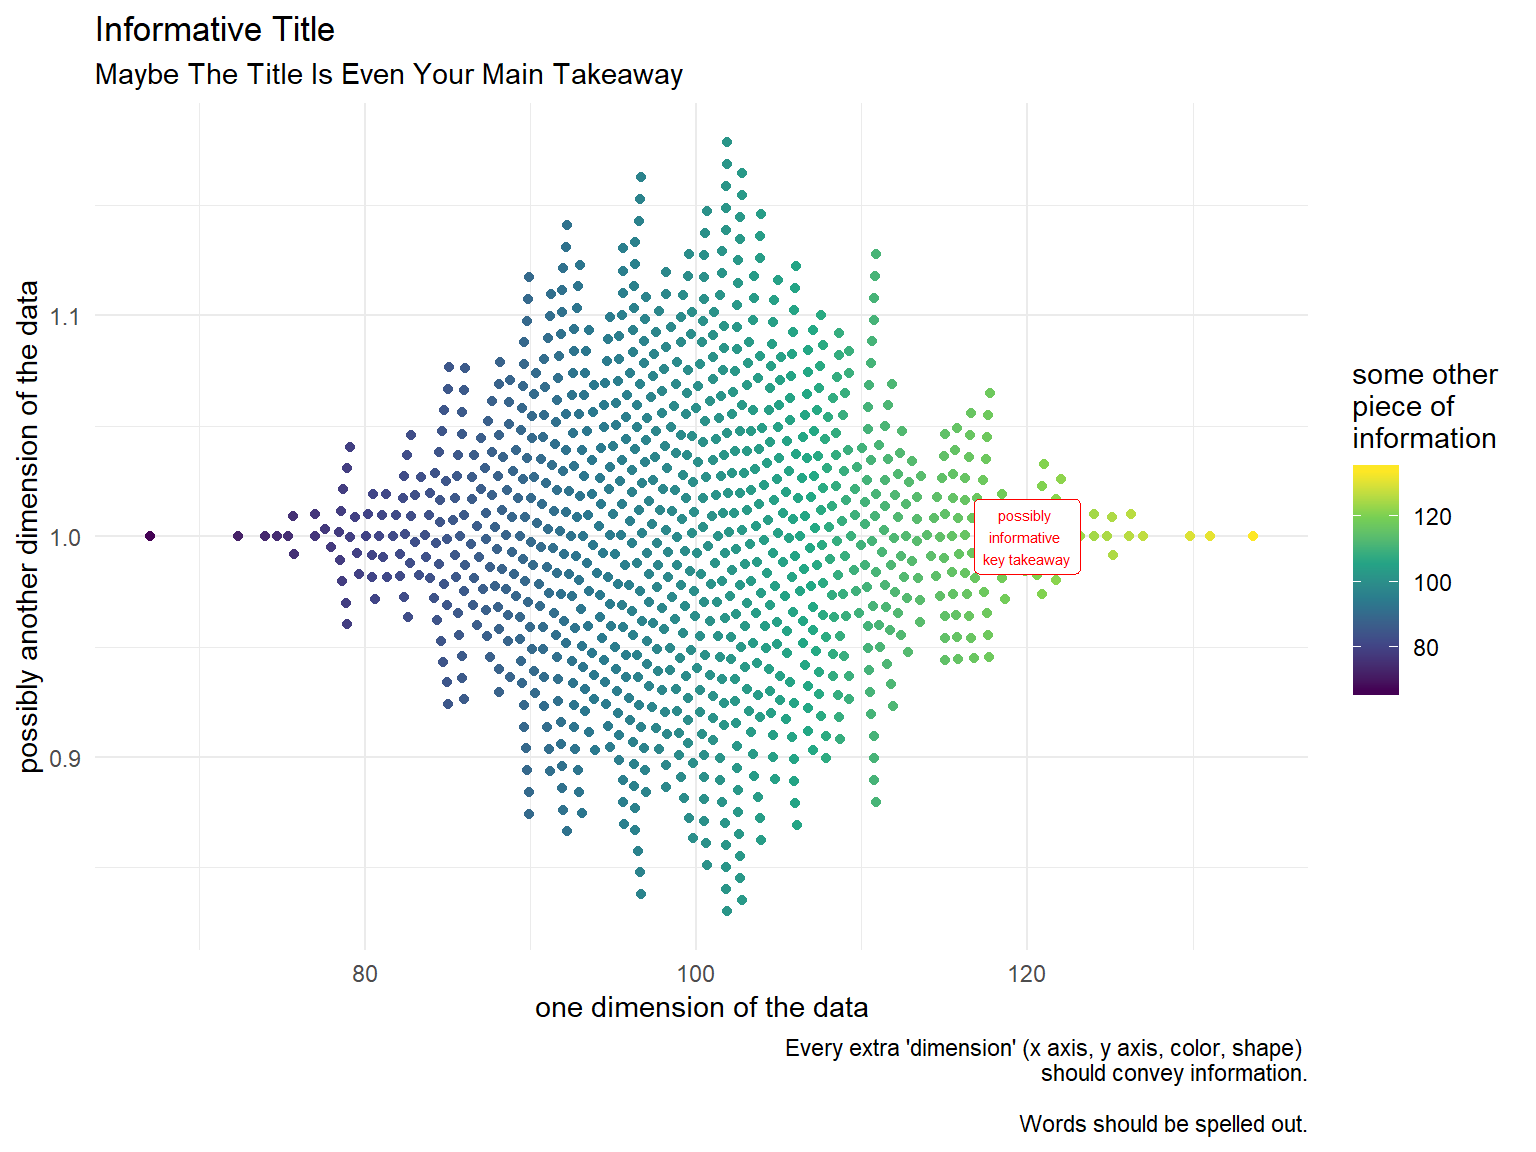 Informative Title
Maybe The Title Is Even Your Main Takeaway
possibly another dimension of the data
1.1
1.0
0.9
possibly
informative
key takeaway
80
100
120
one dimension of the data
some other
piece of
information
120
100
80
Every extra 'dimension' (x axis, y axis, color, shape)
should convey information.
Words should be spelled out.